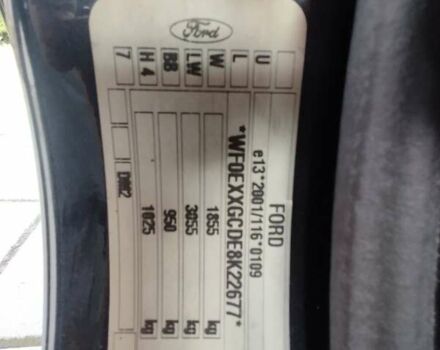 Ford
FORD
e13*2001/116*0109
*WF0EXXGCDE8K22677*
1855 kg
3055 kg
950 kg
1025 kg
DM2
U
L
W
LW
BB
H 4
7